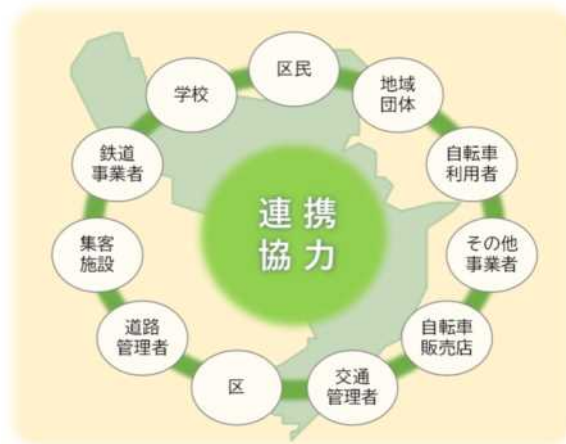 区民
地域
団体
自転車
利用者
その他
事業者
自転車
販売店
交通
管理者
区
道路
管理者
集客
施設
鉄道
事業者
学校
連携
協力